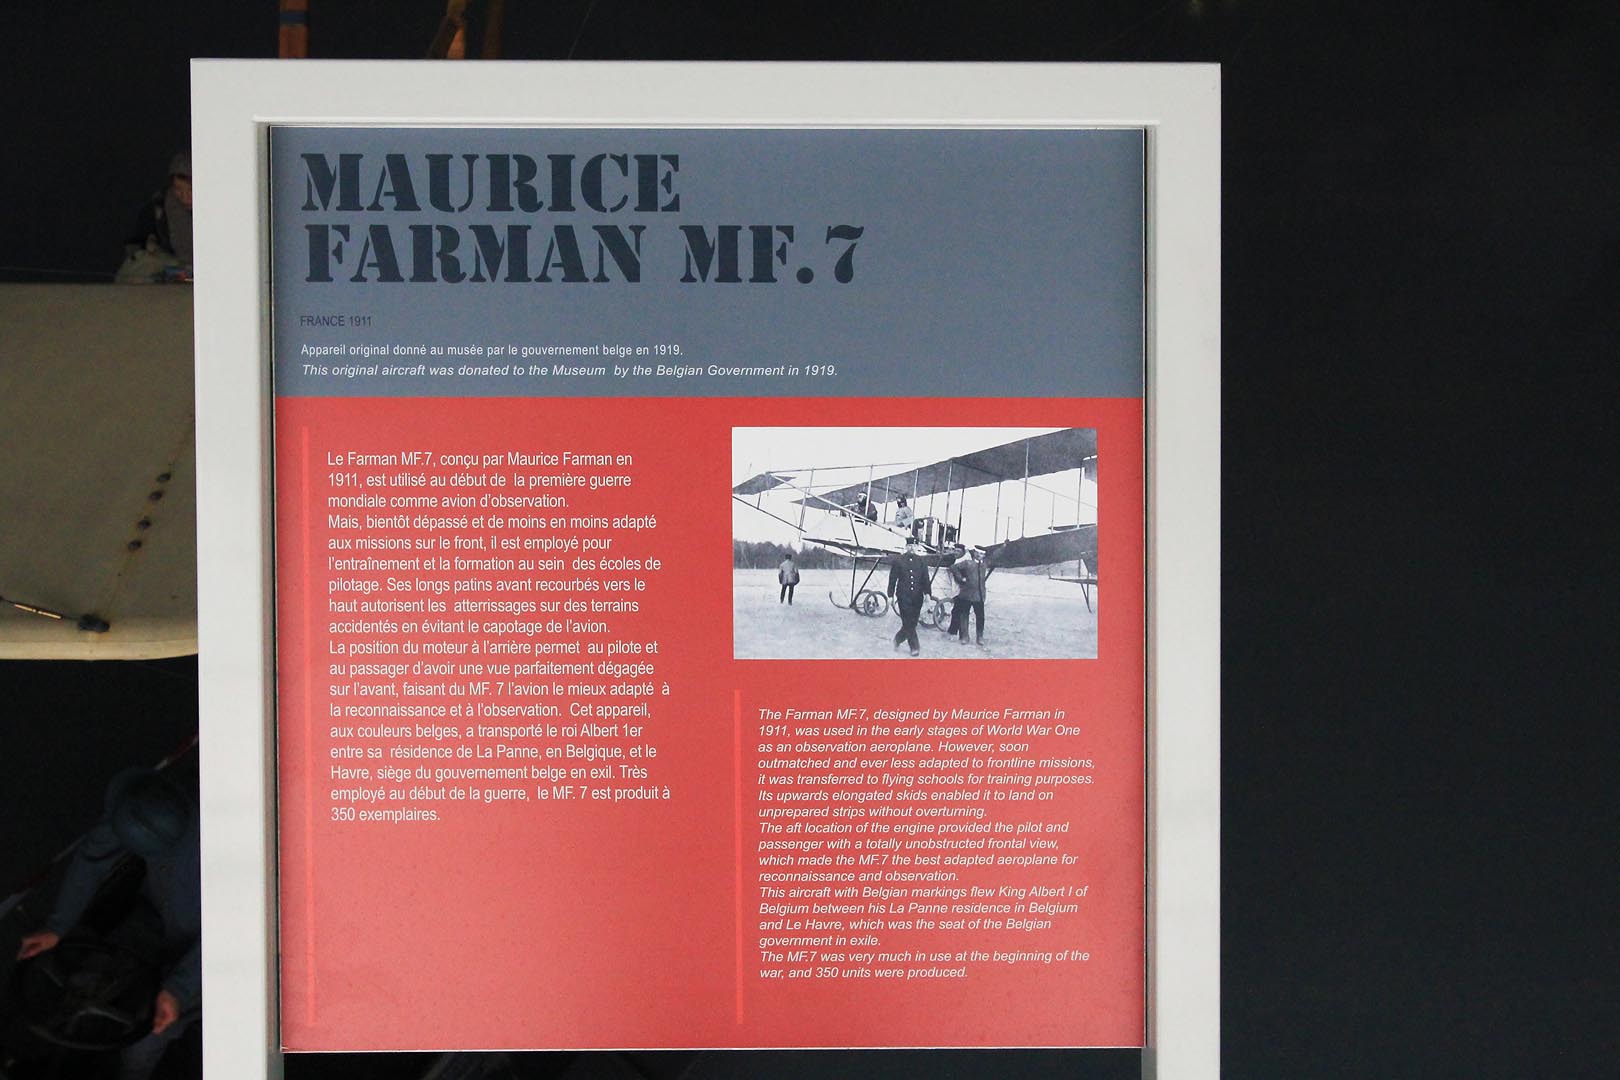 MAURICE
FARMAN MF.7
FRANCE 1911
Appareil original donné au musée par le gouvernement belge en 1919.
This original aircraft was donated to the Museum by the Belgian Government in 1919.
Le Farman MF.7, conçu par Maurice Farman en
1911, est utilisé au début de la première guerre
mondiale comme avion d'observation.
Mais, bientôt dépassé et de moins en moins adapté
aux missions sur le front, il est employé pour
l'entraînement et la formation au sein des écoles de
pilotage. Ses longs patins avant recourbés vers le
haut autorisent les atterrissages sur des terrains
accidentés en évitant le capotage de l'avion.
La position du moteur à l'arrière permet au pilote et
au passager d'avoir une vue parfaitement dégagée
sur l'avant, faisant du MF. 7 l'avion le mieux adapté à
la reconnaissance et à l'observation. Cet appareil,
aux couleurs belges, a transporté le roi Albert 1er
entre sa résidence de La Panne, en Belgique, et le
Havre, siège du gouvernement belge en exil. Très
employé au début de la guerre, le MF. 7 est produit à
350 exemplaires.
The Farman MF.7, designed by Maurice Farman in
1911, was used in the early stages of World War One
as an observation aeroplane. However, soon
outmatched and ever less adapted to frontline missions,
it was transferred to flying schools for training purposes.
Its upwards elongated skids enabled it to land on
unprepared strips without overturning.
The aft location of the engine provided the pilot and
passenger with a totally unobstructed frontal view,
which made the MF.7 the best adapted aeroplane for
reconnaissance and observation.
This aircraft with Belgian markings flew King Albert I of
Belgium between his La Panne residence in Belgium
and Le Havre, which was the seat of the Belgian
government in exile.
The MF.7 was very much in use at the beginning of the
war, and 350 units were produced.